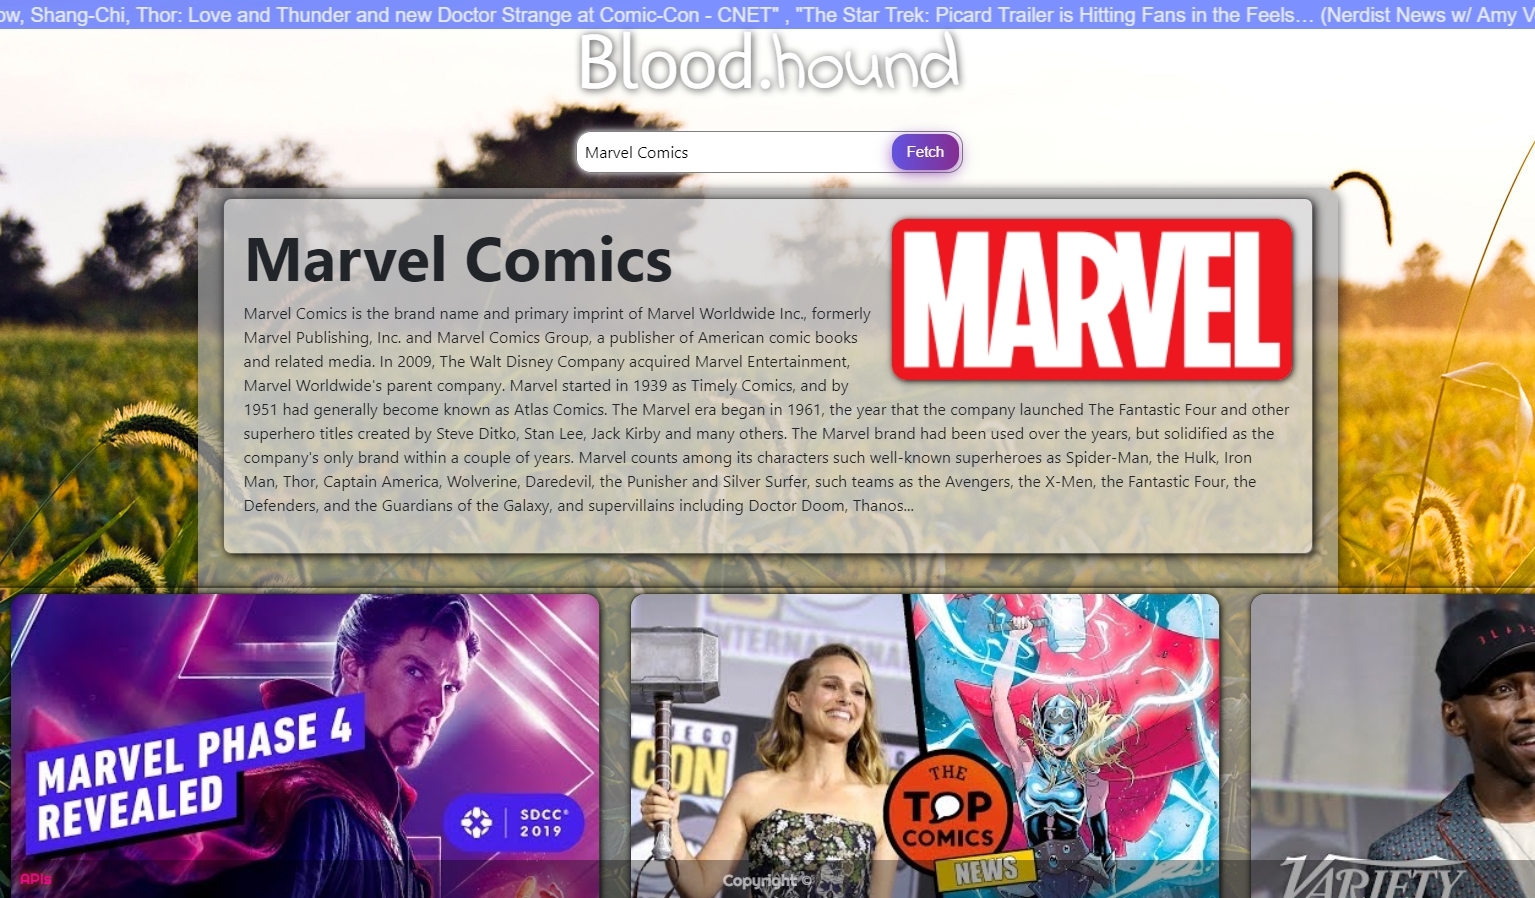 ow, Shang-Chi, Thor: Love and Thunder and new Doctor Strange at Comic-Con - CNET" , "The Star Trek: Picard Trailer is Hitting Fans in the Feels… (Nerdist News w/ Amy V
Blood.hound
Marvel Comics
Fetch
Marvel Comics
MARVEL
Marvel Comics is the brand name and primary imprint of Marvel Worldwide Inc., formerly
Marvel Publishing, Inc. and Marvel Comics Group, a publisher of American comic books
and related media. In 2009, The Walt Disney Company acquired Marvel Entertainment,
Marvel Worldwide's parent company. Marvel started in 1939 as Timely Comics, and by
1951 had generally become known as Atlas Comics. The Marvel era began in 1961, the year that the company launched The Fantastic Four and other
superhero titles created by Steve Ditko, Stan Lee, Jack Kirby and many others. The Marvel brand had been used over the years, but solidified as the
company's only brand within a couple of years. Marvel counts among its characters such well-known superheroes as Spider-Man, the Hulk, Iron
Man, Thor, Captain America, Wolverine, Daredevil, the Punisher and Silver Surfer, such teams as the Avengers, the X-Men, the Fantastic Four, the
Defenders, and the Guardians of the Galaxy, and supervillains including Doctor Doom, Thanos...
MARVEL PHASE 4
REVEALED
SDCC®
2019
INTERNATIONAL
DIEGO
CON
THE
TOP
COMICS
NEWS
CON
VARIETY
APIs
Copyright ©